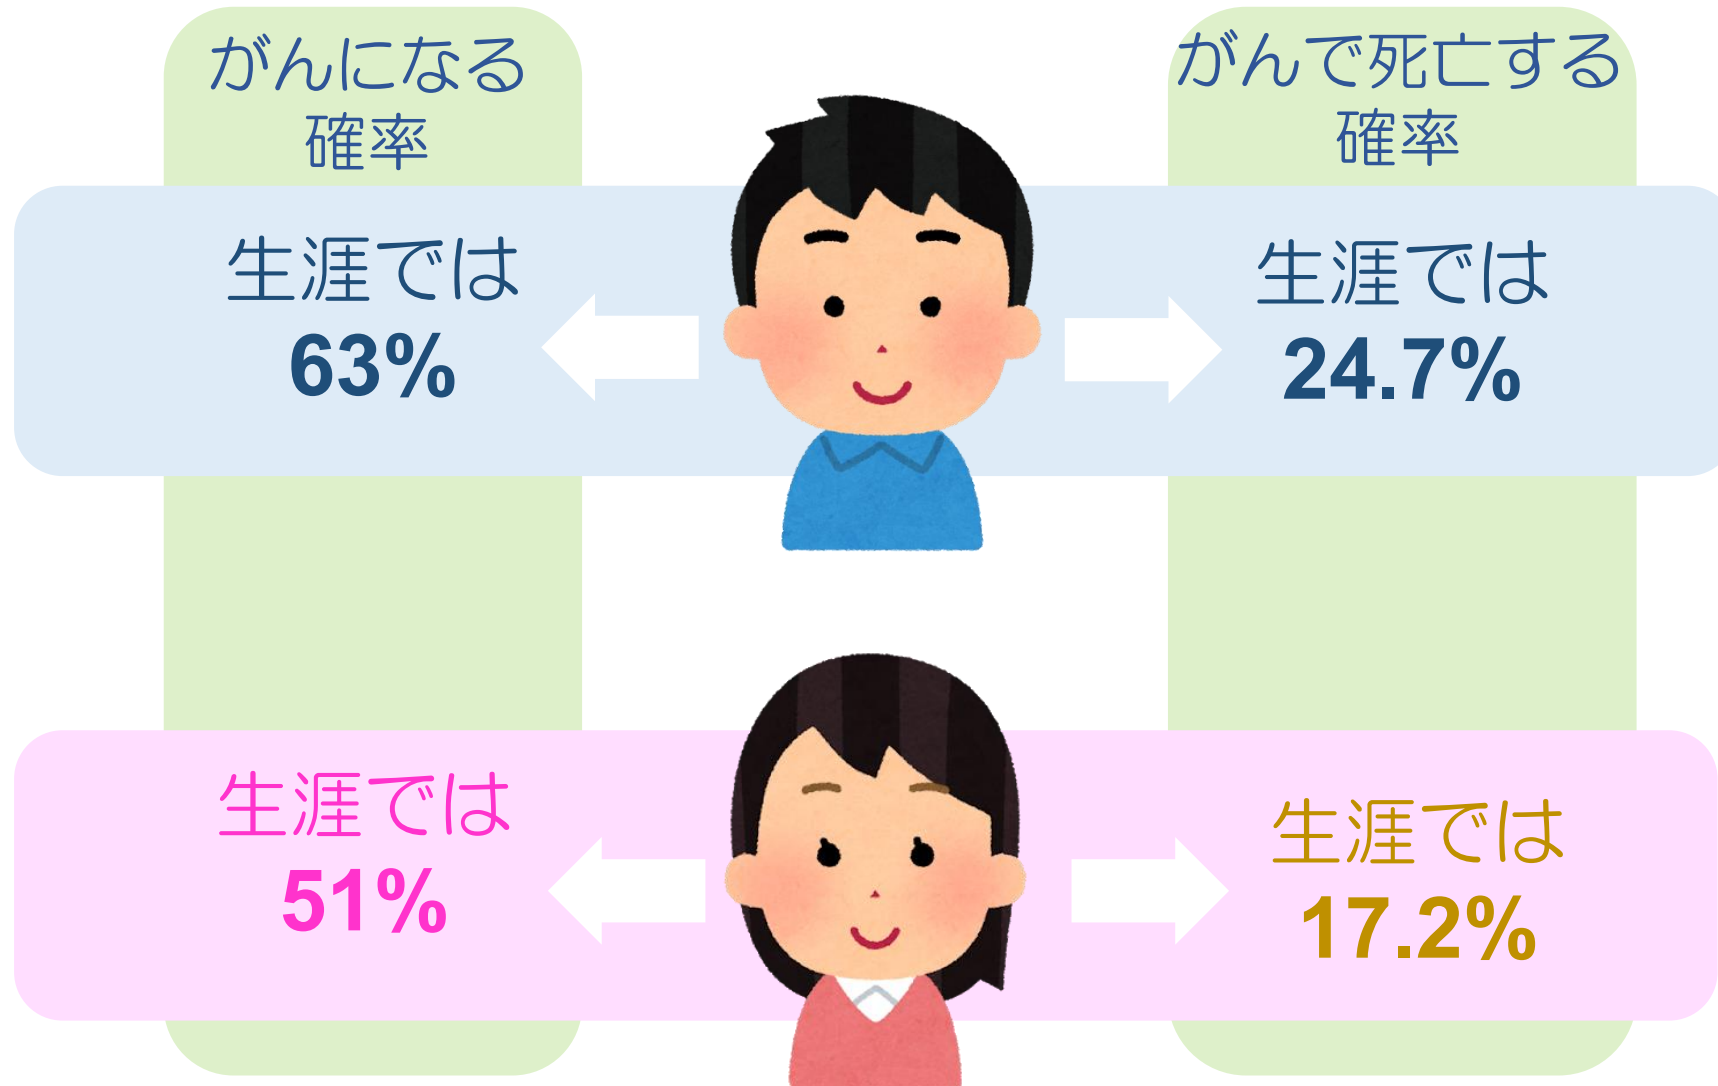 がんになる
確率
がんで死亡する
確率
生涯では
63%
生涯では
24.7%
生涯では
51%
生涯では
17.2%